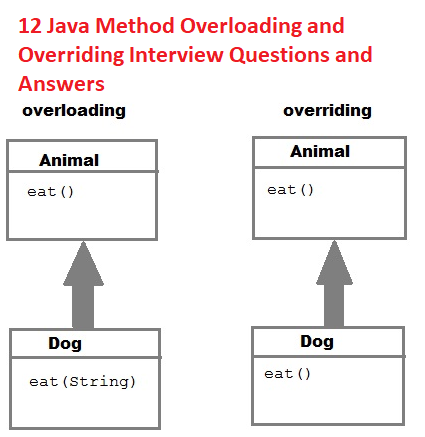 12 Java Method Overloading and
Overriding Interview Questions and
Answers
overloading
overriding
Animal
eat()
Dog
eat(String)
Animal
eat()
Dog
eat()